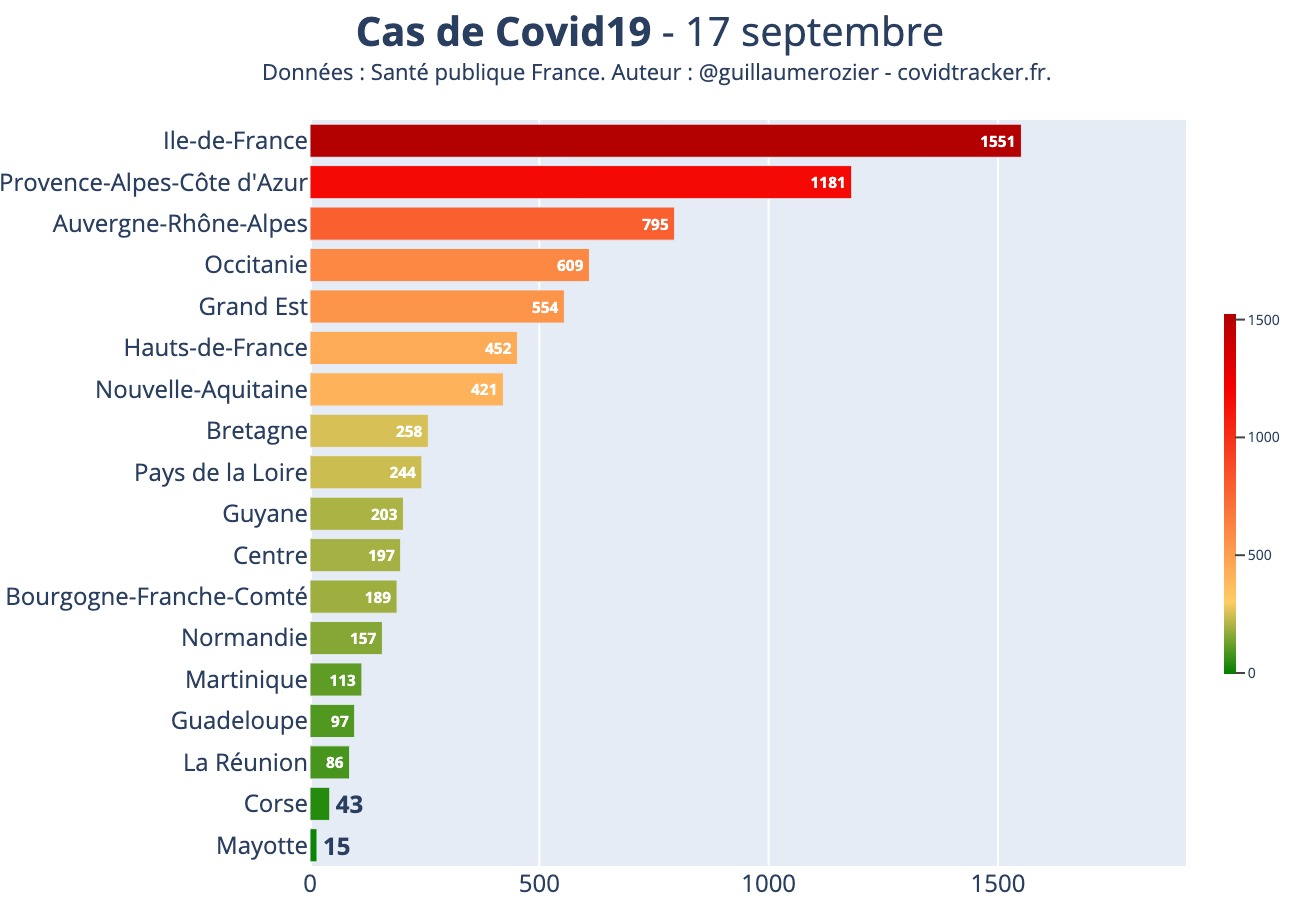 Cas de Covid19 - 17 septembre
Données : Santé publique France. Auteur : @guillaumerozier - covidtracker.fr.
Ile-de-France 1551
Provence-Alpes-Côte d'Azur 1181
Auvergne-Rhône-Alpes 795
Occitanie 609
Grand Est 554
Hauts-de-France 452
Nouvelle-Aquitaine 421
Bretagne 258
Pays de la Loire 244
Guyane 203
Centre 197
Bourgogne-Franche-Comté 189
Normandie 157
Martinique 113
Guadeloupe 97
La Réunion 86
Corse 43
Mayotte 15
0 500 1000 1500
1500
1000
500
0